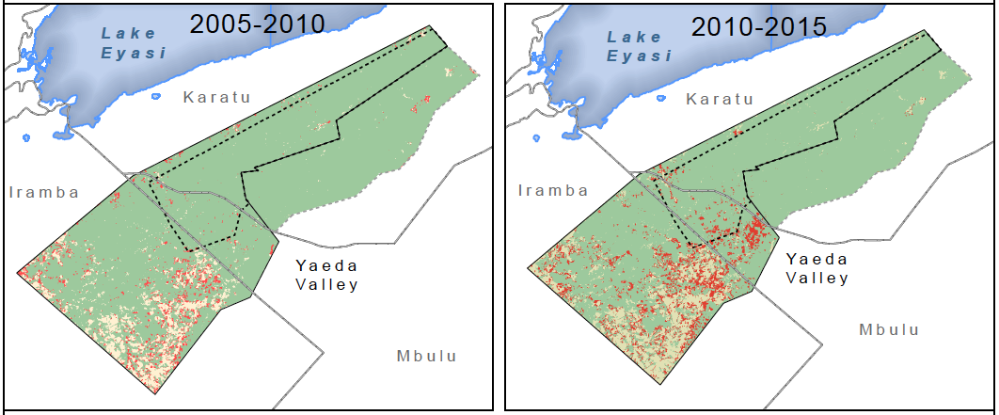 2005-2010
Lake
Eyasi
Karatu
Iramba
Yaeda
Valley
Mbulu
2010-2015
Lake
Eyasi
Karatu
Iramba
Yaeda
Valley
Mbulu